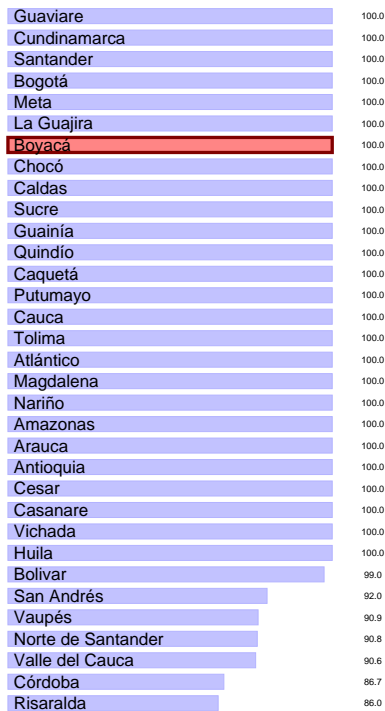 Guaviare 100.0
Cundinamarca 100.0
Santander 100.0
Bogotá 100.0
Meta 100.0
La Guajira 100.0
Boyacá 100.0
Chocó 100.0
Caldas 100.0
Sucre 100.0
Guainía 100.0
Quindío 100.0
Caquetá 100.0
Putumayo 100.0
Cauca 100.0
Tolima 100.0
Atlántico 100.0
Magdalena 100.0
Nariño 100.0
Amazonas 100.0
Arauca 100.0
Antioquia 100.0
Cesar 100.0
Casanare 100.0
Vichada 100.0
Huila 100.0
Bolivar 99.0
San Andrés 92.0
Vaupés 90.9
Norte de Santander 90.8
Valle del Cauca 90.6
Córdoba 86.7
Risaralda 86.0